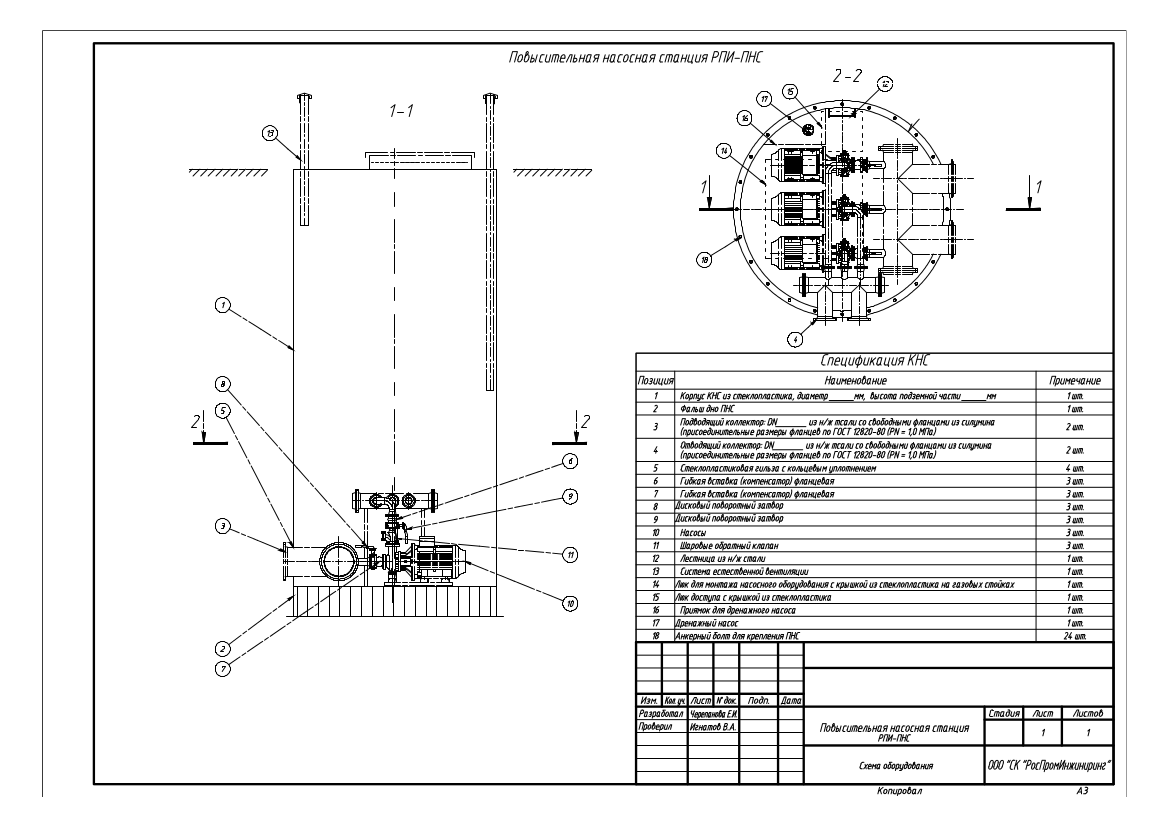 Повысительная насосная станция РПИ-ПНС
1-1
2-2
13
1
8
5
3
2
7
2
2
6
9
11
10
17
15
12
16
14
18
4
1
1
Спецификация КНС
Позиция Наименование Примечание
1 Корпус КНС из стеклопластика, диаметр______мм, высота подземной части______мм 1 шт.
2 Фальш дно ПНС 1 шт.
3 Подводящий коллектор: DN_______ из н/ж тсали со свободными фланцами из силумина
(присоединительные размеры фланцев по ГОСТ 12820-80 (PN = 1,0 МПа) 2 шт.
4 Отводящий коллектор: DN_______ из н/ж тсали со свободными фланцами из силумина
(присоединительные размеры фланцев по ГОСТ 12820-80 (PN = 1,0 МПа) 2 шт.
5 Стеклопластиковая гильза с кольцевым уплотнением 4 шт.
6 Гибкая вставка (компенсатор) фланцевая 3 шт.
7 Гибкая вставка (компенсатор) фланцевая 3 шт.
8 Дисковый поворотный затвор 3 шт.
9 Дисковый поворотный затвор 3 шт.
10 Насосы 3 шт.
11 Шаровые обратный клапан 3 шт.
12 Лестница из н/ж стали 1 шт.
13 Система естественной вентиляции 1 шт.
14 Люк для монтажа насосного оборудования с крышкой из стеклопластика на газовых стойках 1 шт.
15 Люк доступа с крышкой из стеклопластика 1 шт.
16 Приямок для дренажного насоса 1 шт.
17 Дренажный насос 1 шт.
18 Анкерный болт для крепления ПНС 24 шт.
Изм. Кол. уч. Лист № док. Подп. Дата
Разработал Черепанова Е.И.
Проверил Игнатов В.А.
Повысительная насосная станция
РПИ-ПНС
Стадия Лист Листов
1 1
Схема оборудования
ООО "СК "РосПромИнжиниринг"
Копировал А3